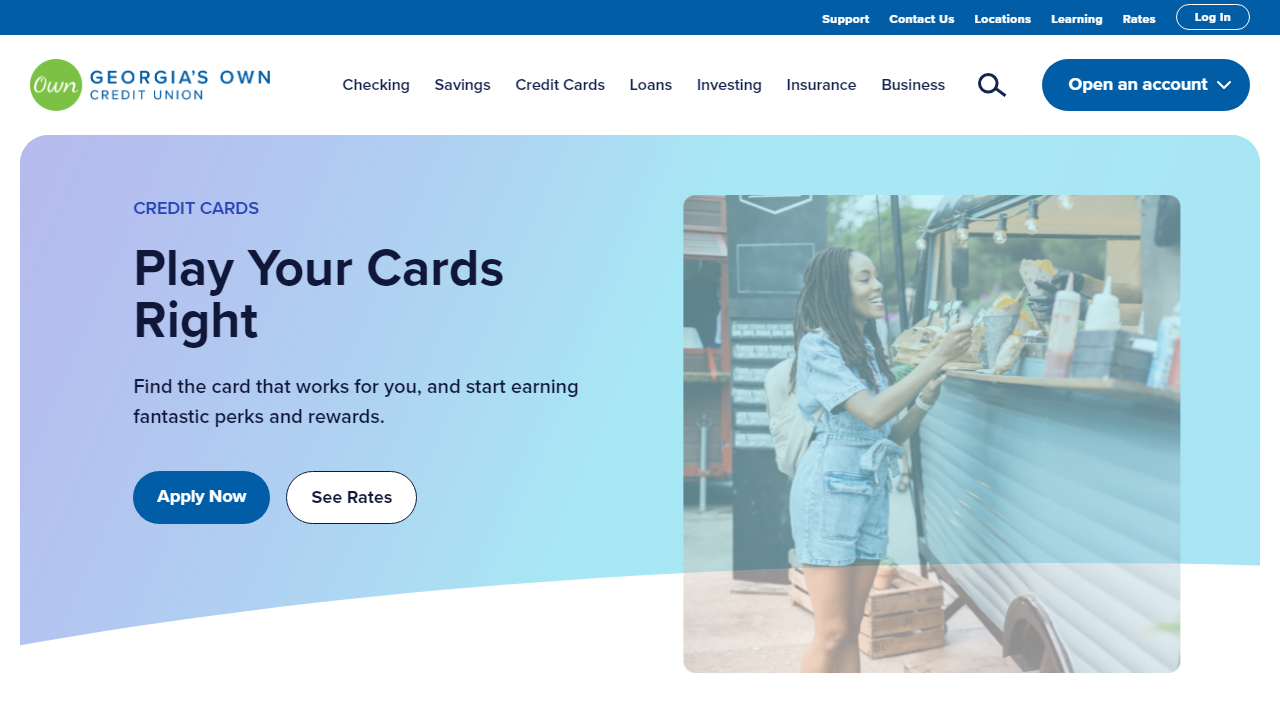 Support
Contact Us
Locations
Learning
Rates
Log In
Own
GEORGIA'S OWN
CREDIT UNION
Checking
Savings
Credit Cards
Loans
Investing
Insurance
Business
Open an account
CREDIT CARDS
Play Your Cards
Right
Find the card that works for you, and start earning
fantastic perks and rewards.
Apply Now
See Rates